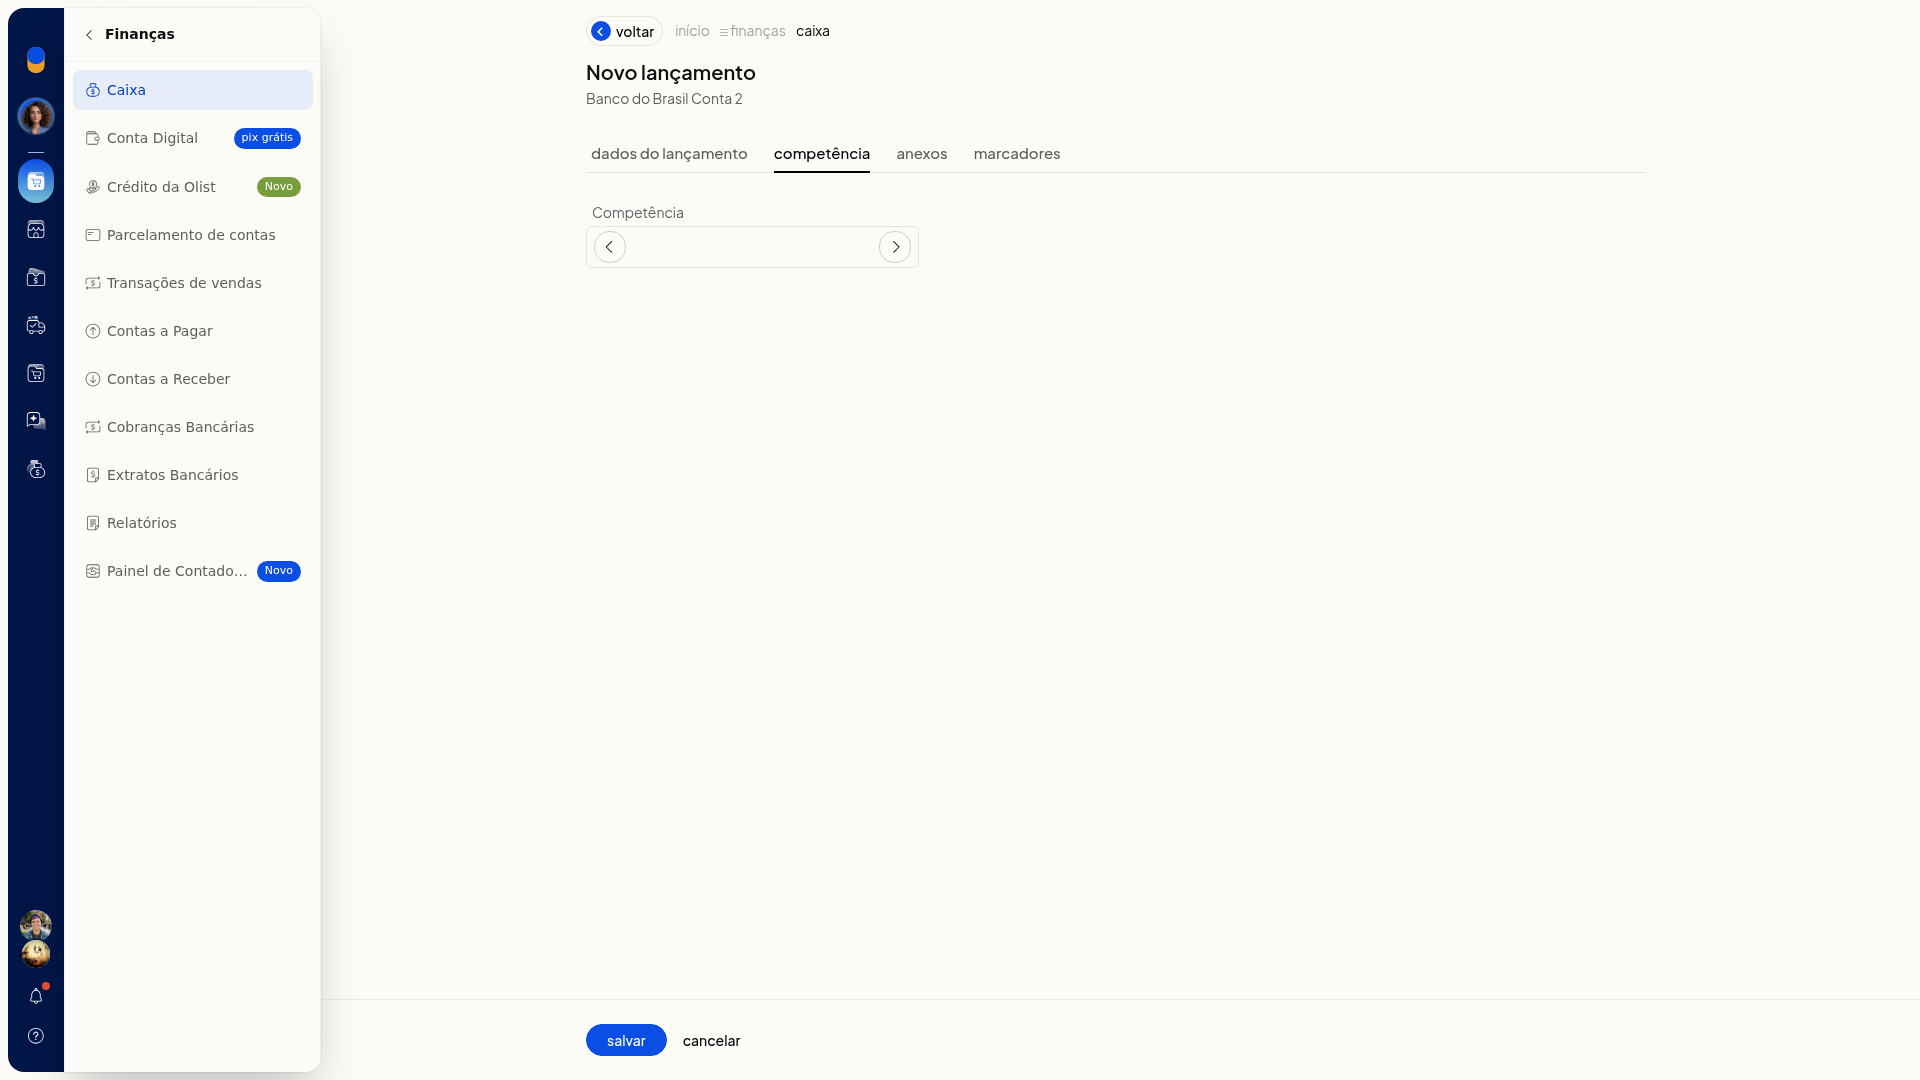 Finanças
Caixa
Conta Digital
pix grátis
Crédito da Olist
Novo
Parcelamento de contas
Transações de vendas
Contas a Pagar
Contas a Receber
Cobranças Bancárias
Extratos Bancários
Relatórios
Painel de Contado...
Novo
voltar
início
finanças
caixa
Novo lançamento
Banco do Brasil Conta 2
dados do lançamento
competência
anexos
marcadores
Competência
salvar
cancelar